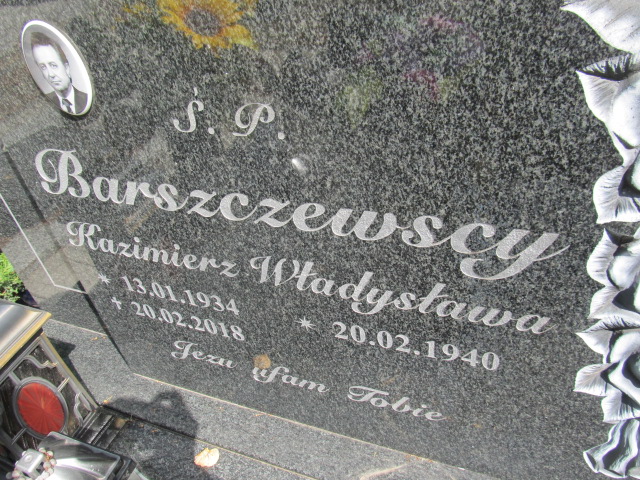 Ś. P.
Barszczewscy
Kazimierz Władysława
* 13.01.1934
* 20.02.1940
+ 20.02.2018
Jezu ufam Tobie